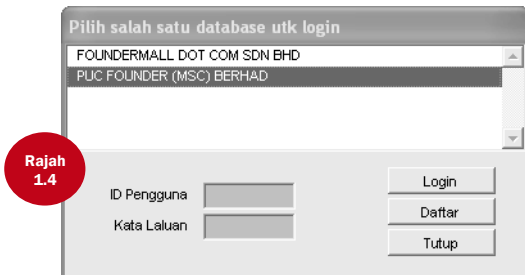 Pilih salah satu database utk login
FOUNDERMALL DOT COM SDN BHD
PUC FOUNDER (MSC) BERHAD
Rajah
1.4
ID Pengguna
Kata Laluan
Login
Daftar
Tutup